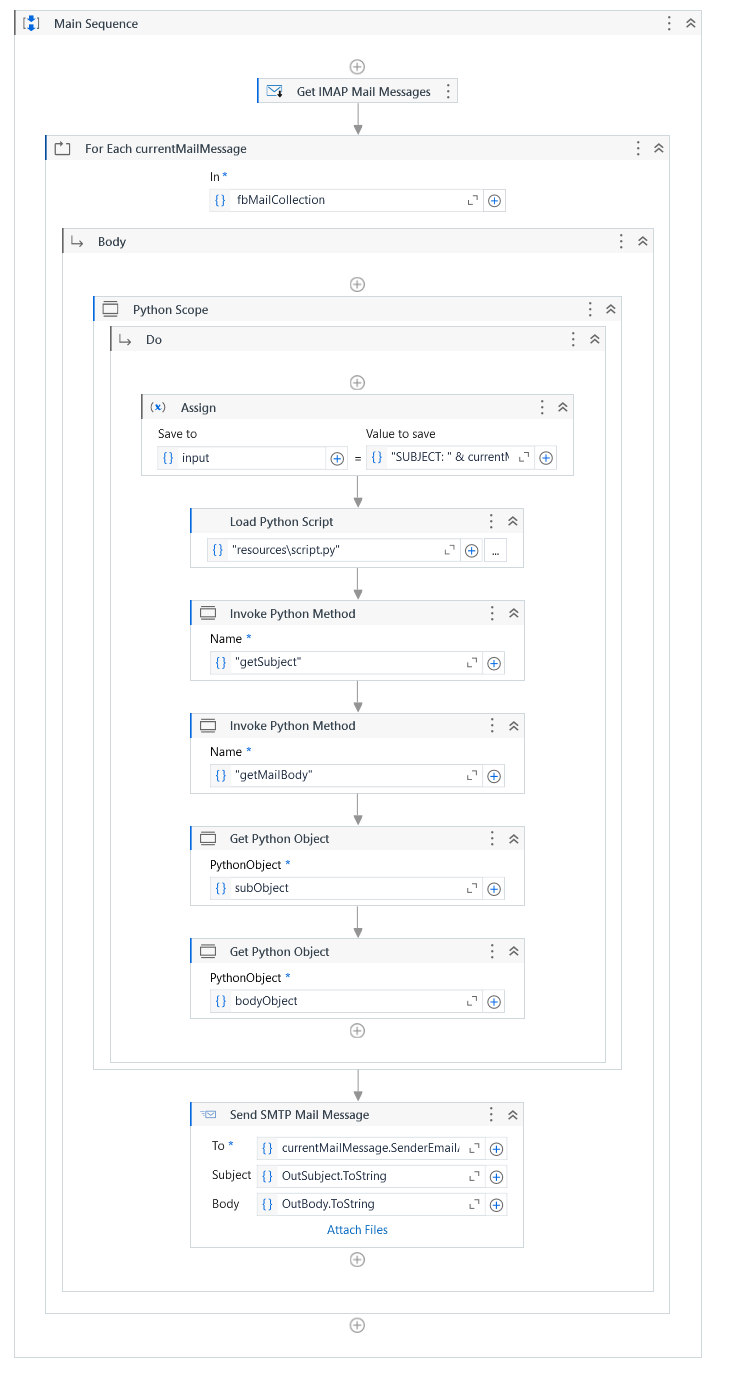 Main Sequence
Get IMAP Mail Messages
For Each currentMailMessage
In *
{} fbMailCollection
Body
Python Scope
Do
(x) Assign
Save to Value to save
{} input = {} "SUBJECT: " & currentM
Load Python Script
{} "resources\script.py" ...
Invoke Python Method
Name *
{} "getSubject"
Invoke Python Method
Name *
{} "getMailBody"
Get Python Object
PythonObject *
{} subObject
Get Python Object
PythonObject *
{} bodyObject
Send SMTP Mail Message
To * {} currentMailMessage.SenderEmail
Subject {} OutSubject.ToString
Body {} OutBody.ToString
Attach Files